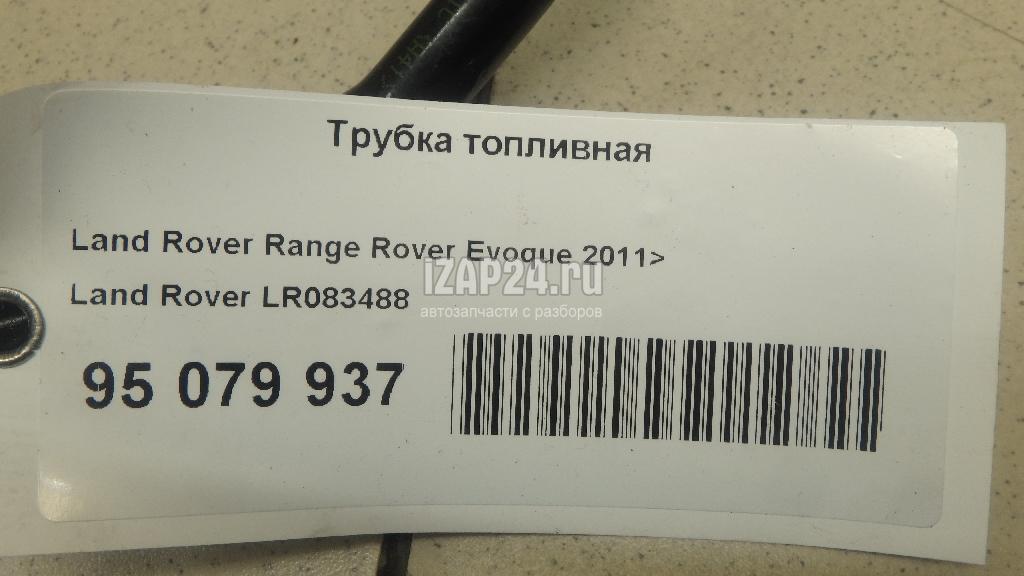 Трубка топливная
Land Rover Range Rover Evoque 2011>
iZAP24.ru
Land Rover LR083488
автозапчасти с разборов
95 079 937